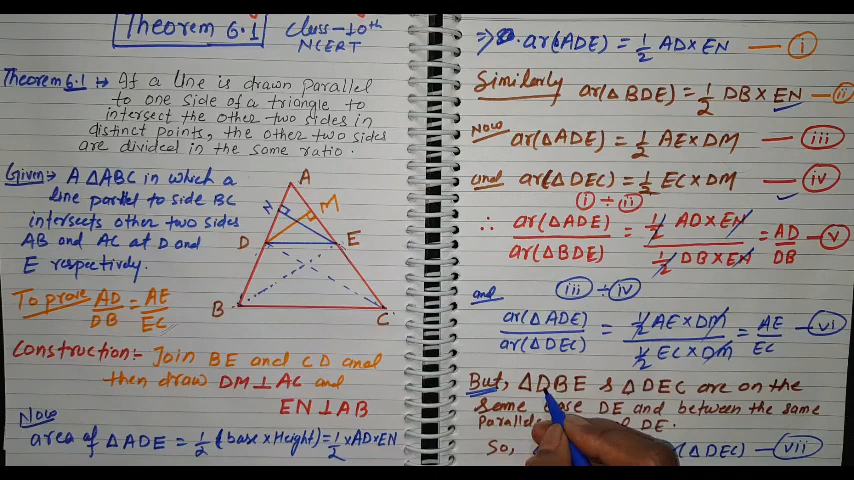 Theorem 6.1 Class-10th
NCERT
Theorem 6.1 → If a line is drawn parallel
to one side of a triangle to
intersect the other two sides in
distinct points, the other two sides
are divided in the same ratio.
Given → A ΔABC in which a
line parallel to side BC
intersects other two sides
AB and AC at D and
E respectively.
To prove AD/DB = AE/EC
A
N
M
D
E
B
C
Construction:- Join BE and CD and
then draw DM ⊥ AC and
EN ⊥ AB
Now
area of ΔADE = 1/2 (base × Height) = 1/2 × AD × EN
⇒ ar(ADE) = 1/2 AD × EN — (i)
Similarly ar(ΔBDE) = 1/2 DB × EN — (ii)
Now ar(ΔADE) = 1/2 AE × DM — (iii)
and ar(ΔDEC) = 1/2 EC × DM — (iv)
(i) ÷ (ii)
∴ ar(ΔADE)/ar(ΔBDE) = 1/2 AD × EN / 1/2 DB × EN = AD/DB — (v)
and (iii) ÷ (iv)
ar(ΔADE)/ar(ΔDEC) = 1/2 AE × DM / 1/2 EC × DM = AE/EC — (vi)
But, ΔDBE & ΔDEC are on the
same base DE and between the same
DE.
So, (ΔDEC) — (vii)